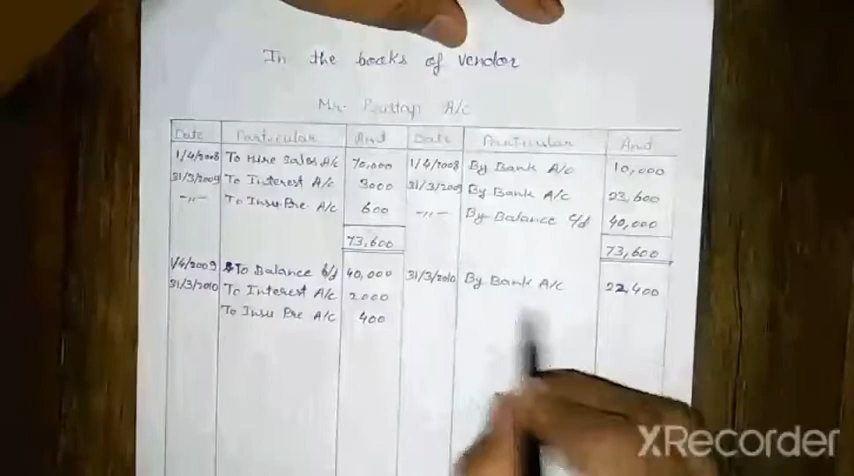 In the books of vendor
Mr. Prattap A/c
Date Particular Amt Date Particular Amt
1/4/2008 To Hire Sales A/c 70,000 1/4/2008 By Bank A/c 10,000
31/3/2009 To Interest A/c 3000 31/3/2009 By Bank A/c 23,600
-"- To Insu Pre A/c 600 -"- By Balance c/d 40,000
73,600 73,600
1/4/2009 To Balance b/d 40,000 31/3/2010 By Bank A/c 22,400
31/3/2010 To Interest A/c 2000
To Insu Pre A/c 400
XRecorder